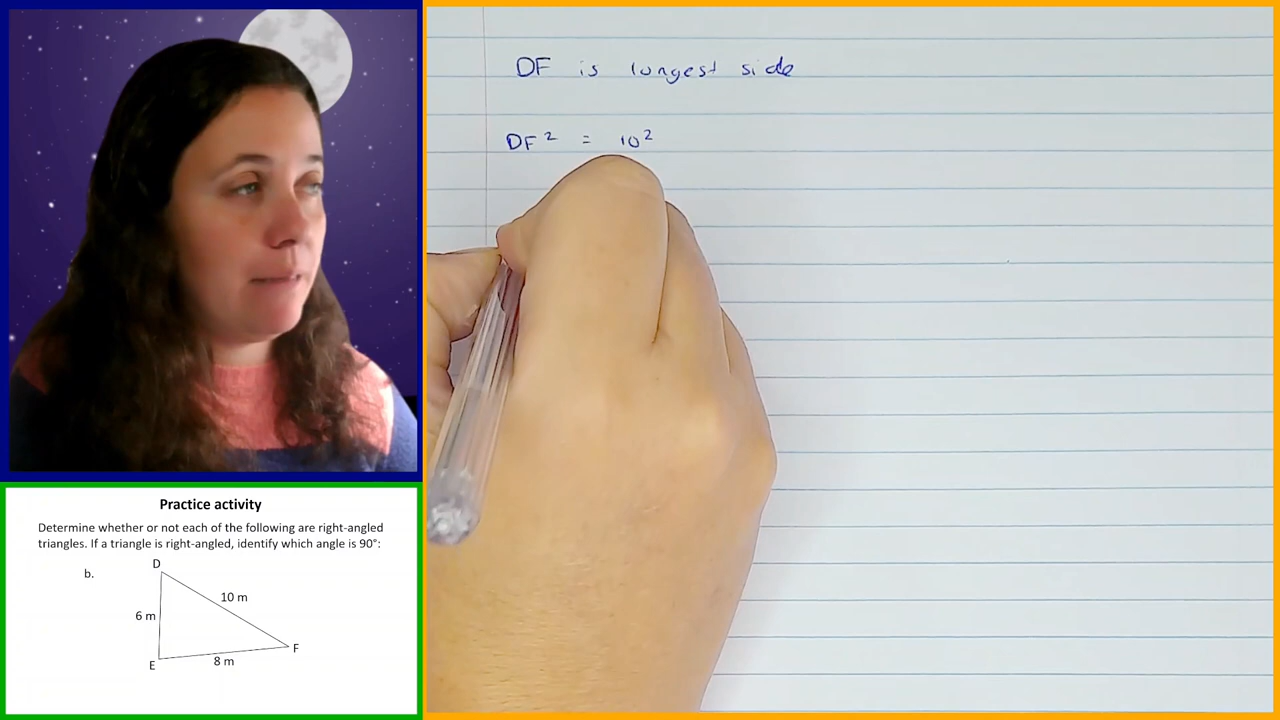 DF is longest side
DF² = 10²
Practice activity
Determine whether or not each of the following are right-angled
triangles. If a triangle is right-angled, identify which angle is 90°:
b.
D
10 m
6 m
F
E
8 m